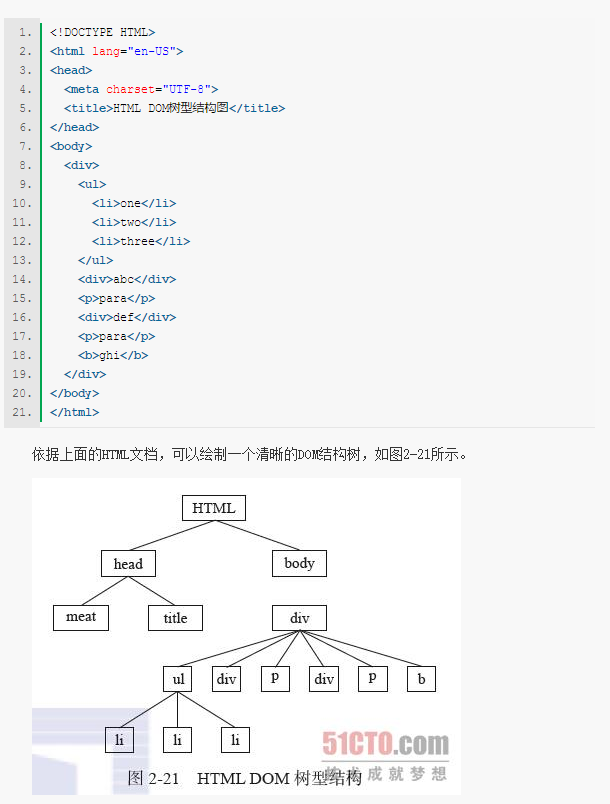 1. <!DOCTYPE HTML>
2. <html lang="en-US">
3. <head>
4. <meta charset="UTF-8">
5. <title>HTML DOM树型结构图</title>
6. </head>
7. <body>
8. <div>
9. <ul>
10. <li>one</li>
11. <li>two</li>
12. <li>three</li>
13. </ul>
14. <div>abc</div>
15. <p>para</p>
16. <div>def</div>
17. <p>para</p>
18. <b>ghi</b>
19. </div>
20. </body>
21. </html>
依据上面的HTML文档，可以绘制一个清晰的DOM结构树，如图2-21所示。
HTML
head body
meat title div
ul div p div p b
li li li
51CTO.com
技术成就梦想
图 2-21 HTML DOM 树型结构